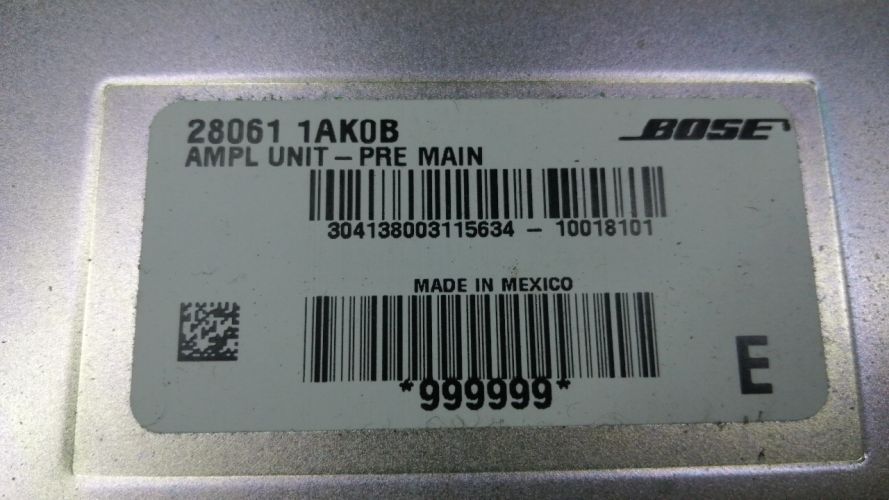 28061 1AK0B
BOSE
AMPL UNIT – PRE MAIN
304138003115634 – 10018101
MADE IN MEXICO
*999999*
E